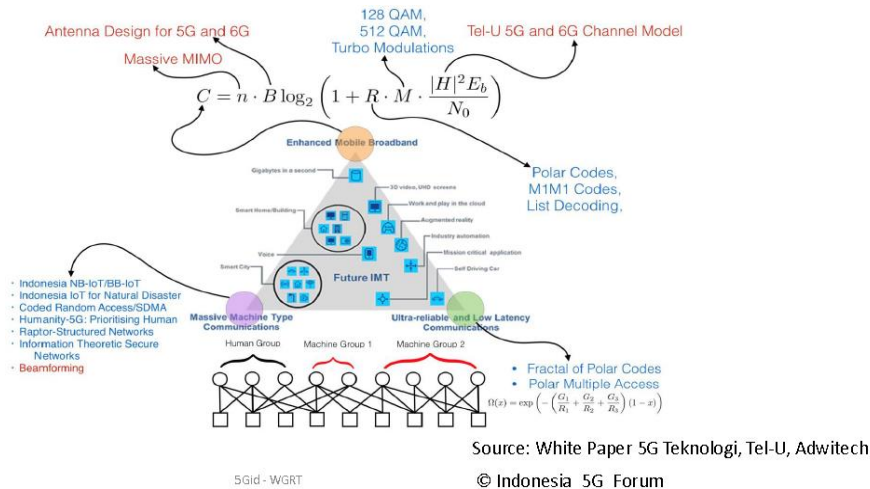 128 QAM,
512 QAM,
Turbo Modulations
Antenna Design for 5G and 6G
Tel-U 5G and 6G Channel Model
Massive MIMO
C = n · B log₂ (1 + R · M · |H|²E_b / N₀)
Enhanced Mobile Broadband
Polar Codes,
M1M1 Codes,
List Decoding,
Gigabytes in a second
3D video, UHD screens
Work and play in the cloud
Smart Home/Building
Augmented reality
Industry automation
Voice
Mission critical application
Smart City
Future IMT
Self Driving Car
· Indonesia NB-IoT/BB-IoT
· Indonesia IoT for Natural Disaster
· Coded Random Access/SDMA
· Humanity-5G: Prioritising Human
· Raptor-Structured Networks
· Information Theoretic Secure
Networks
· Beamforming
Massive Machine Type
Communications
Ultra-reliable and Low Latency
Communications
Human Group
Machine Group 1
Machine Group 2
• Fractal of Polar Codes
• Polar Multiple Access
Ω(x) = exp (−(G₁/R₁ + G₂/R₂ + G₃/R₃) (1 − x))
Source: White Paper 5G Teknologi, Tel-U, Adwitech
5Gid - WGRT
© Indonesia 5G Forum